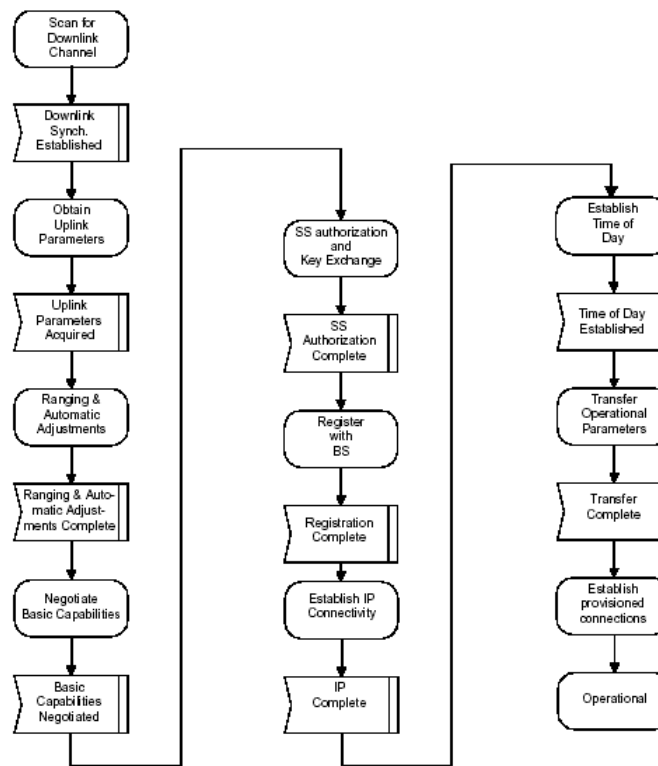 Scan for
Downlink
Channel
Downlink
Synch.
Established
Obtain
Uplink
Parameters
Uplink
Parameters
Acquired
Ranging &
Automatic
Adjustments
Ranging & Auto-
matic Adjust-
ments Complete
Negotiate
Basic Capabilities
Basic
Capabilities
Negotiated
SS authorization
and
Key Exchange
SS
Authorization
Complete
Register
with
BS
Registration
Complete
Establish IP
Connectivity
IP
Complete
Establish
Time of
Day
Time of Day
Established
Transfer
Operational
Parameters
Transfer
Complete
Establish
provisioned
connections
Operational